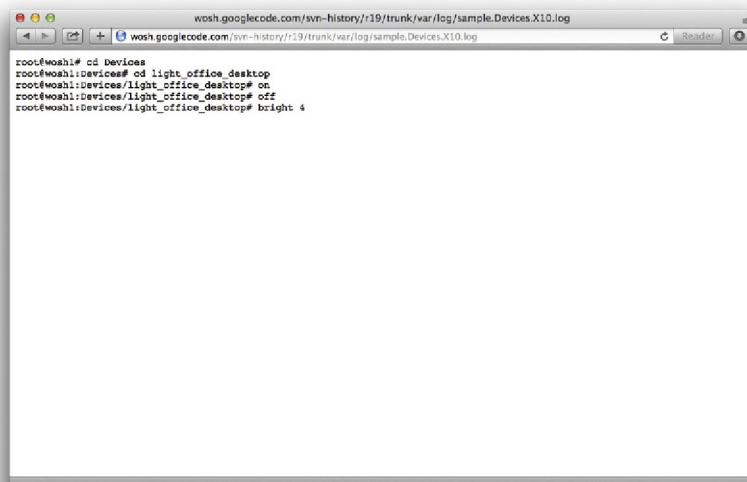 wosh.googlecode.com/svn-history/r19/trunk/var/log/sample.Devices.X10.log
wosh.googlecode.com/svn-history/r19/trunk/var/log/sample.Devices.X10.log
Reader
root@wosh1# cd Devices
root@wosh1:Devices# cd light_office_desktop
root@wosh1:Devices/light_office_desktop# on
root@wosh1:Devices/light_office_desktop# off
root@wosh1:Devices/light_office_desktop# bright 4